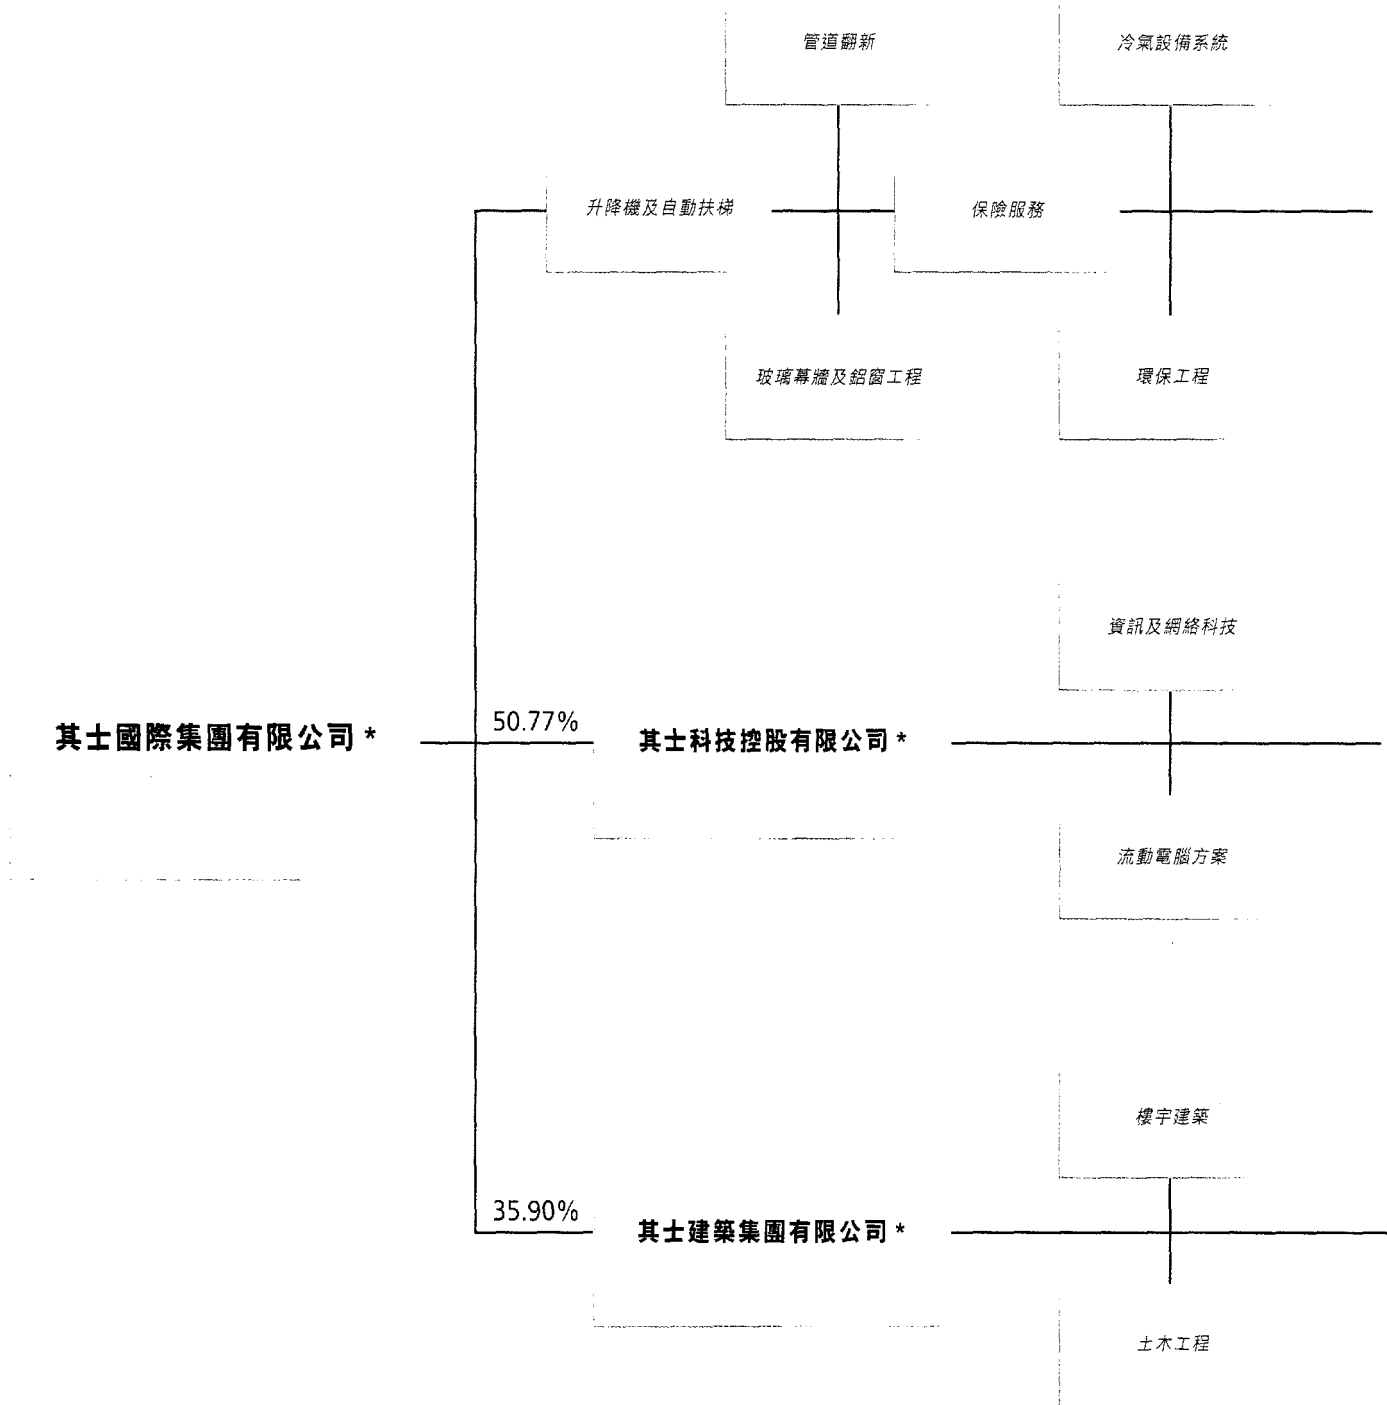 管道翻新
冷氣設備系統
升降機及自動扶梯
保險服務
玻璃幕牆及鋁窗工程
環保工程
資訊及網絡科技
50.77%
其士國際集團有限公司 *
其士科技控股有限公司 *
流動電腦方案
樓宇建築
35.90%
其士建築集團有限公司 *
土木工程